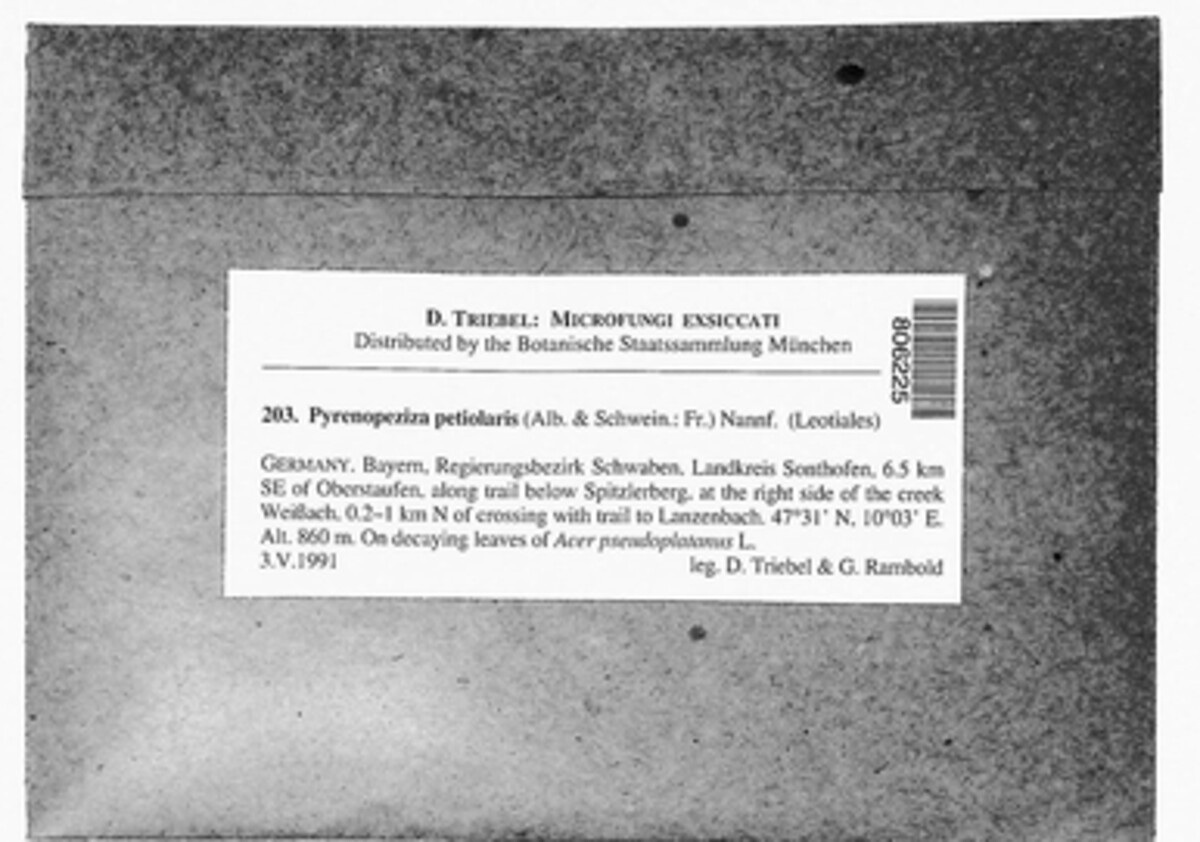 D. TRIEBEL: MICROFUNGI EXSICCATI
Distributed by the Botanische Staatssammlung München
8062225
203. Pyrenopeziza petiolaris (Alb. & Schwein.: Fr.) Nannf. (Leotiales)
GERMANY. Bayern, Regierungsbezirk Schwaben, Landkreis Sonthofen, 6.5 km
SE of Oberstaufen, along trail below Spitzlerberg, at the right side of the creek
Weißach, 0.2–1 km N of crossing with trail to Lanzenbach. 47°31' N, 10°03' E.
Alt. 860 m. On decaying leaves of Acer pseudoplatanus L.
3.V.1991 leg. D. Triebel & G. Rambold